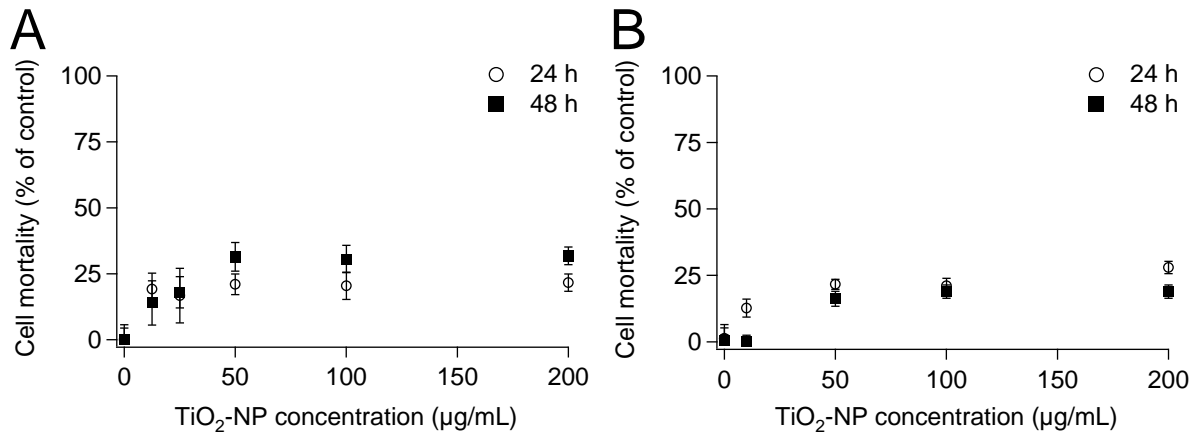 A
Cell mortality (% of control)
100
75
50
25
0
24 h
48 h
0 50 100 150 200
TiO₂-NP concentration (µg/mL)
B
Cell mortality (% of control)
100
75
50
25
0
24 h
48 h
0 50 100 150 200
TiO₂-NP concentration (µg/mL)